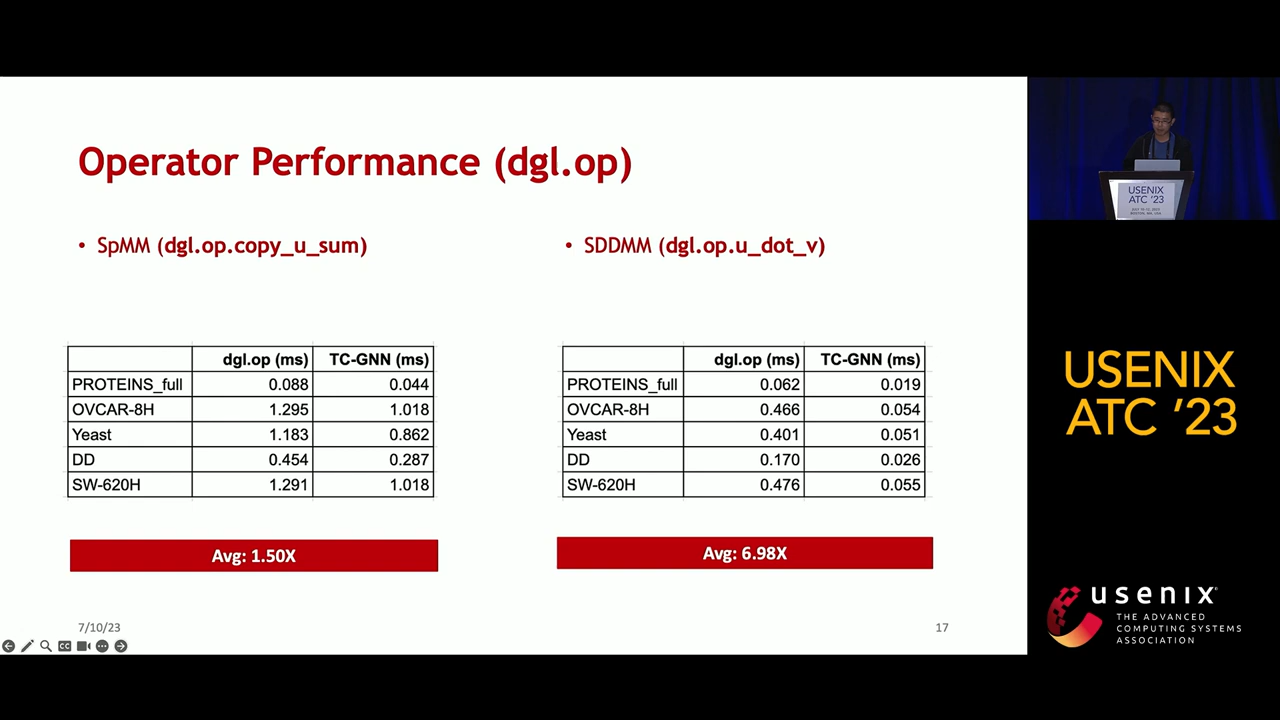 Operator Performance (dgl.op)
• SpMM (dgl.op.copy_u_sum)
dgl.op (ms) TC-GNN (ms)
PROTEINS_full 0.088 0.044
OVCAR-8H 1.295 1.018
Yeast 1.183 0.862
DD 0.454 0.287
SW-620H 1.291 1.018
Avg: 1.50X
• SDDMM (dgl.op.u_dot_v)
dgl.op (ms) TC-GNN (ms)
PROTEINS_full 0.062 0.019
OVCAR-8H 0.466 0.054
Yeast 0.401 0.051
DD 0.170 0.026
SW-620H 0.476 0.055
Avg: 6.98X
7/10/23
17
CC
USENIX
ATC '23
USENIX
ATC '23
usenix
THE ADVANCED
COMPUTING SYSTEMS
ASSOCIATION